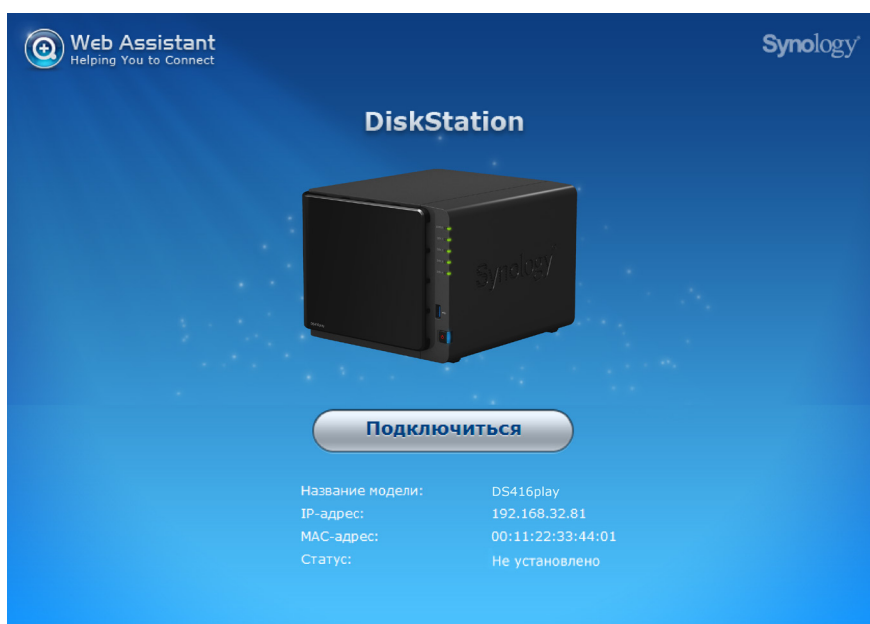 Web Assistant
Helping You to Connect
Synology
DiskStation
Synology
Подключиться
Название модели: DS416play
IP-адрес: 192.168.32.81
MAC-адрес: 00:11:22:33:44:01
Статус: Не установлено